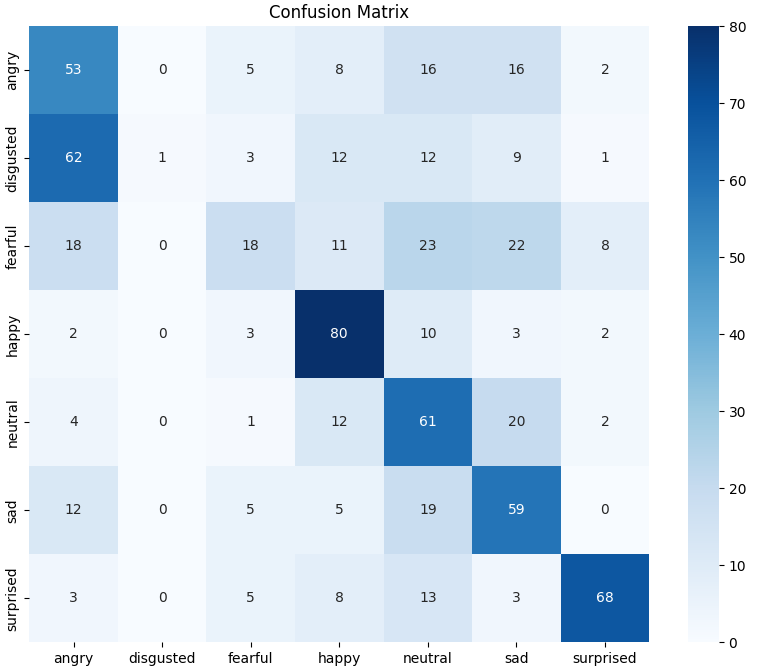 Confusion Matrix
angry 53 0 5 8 16 16 2
disgusted 62 1 3 12 12 9 1
fearful 18 0 18 11 23 22 8
happy 2 0 3 80 10 3 2
neutral 4 0 1 12 61 20 2
sad 12 0 5 5 19 59 0
surprised 3 0 5 8 13 3 68
angry disgusted fearful happy neutral sad surprised
80
70
60
50
40
30
20
10
0